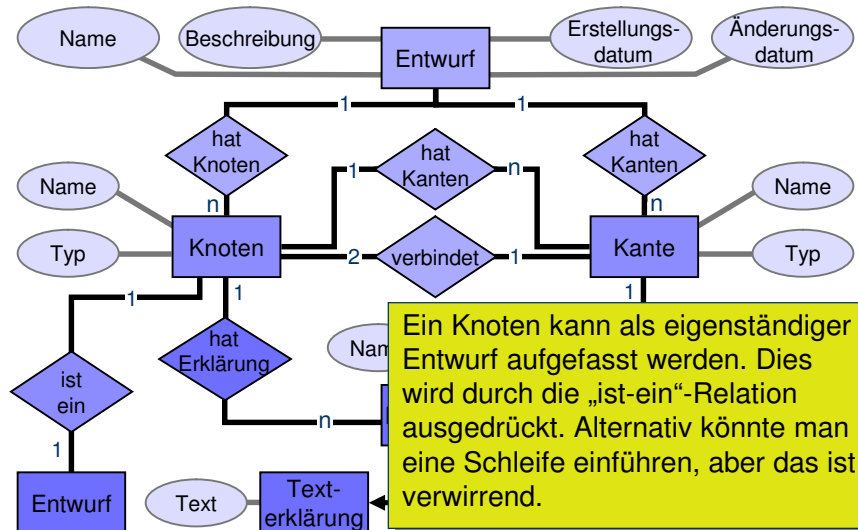 Name
Beschreibung
Erstellungs-
datum
Änderungs-
datum
Entwurf
1
1
hat
Knoten
hat
Kanten
hat
Kanten
1
n
Name
Name
n
n
Knoten
Kante
Typ
2
verbindet
1
Typ
1
1
1
hat
Erklärung
ist
ein
n
1
Entwurf
Text
Text-
erklärung
Ein Knoten kann als eigenständiger
Entwurf aufgefasst werden. Dies
wird durch die „ist-ein“-Relation
ausgedrückt. Alternativ könnte man
eine Schleife einführen, aber das ist
verwirrend.